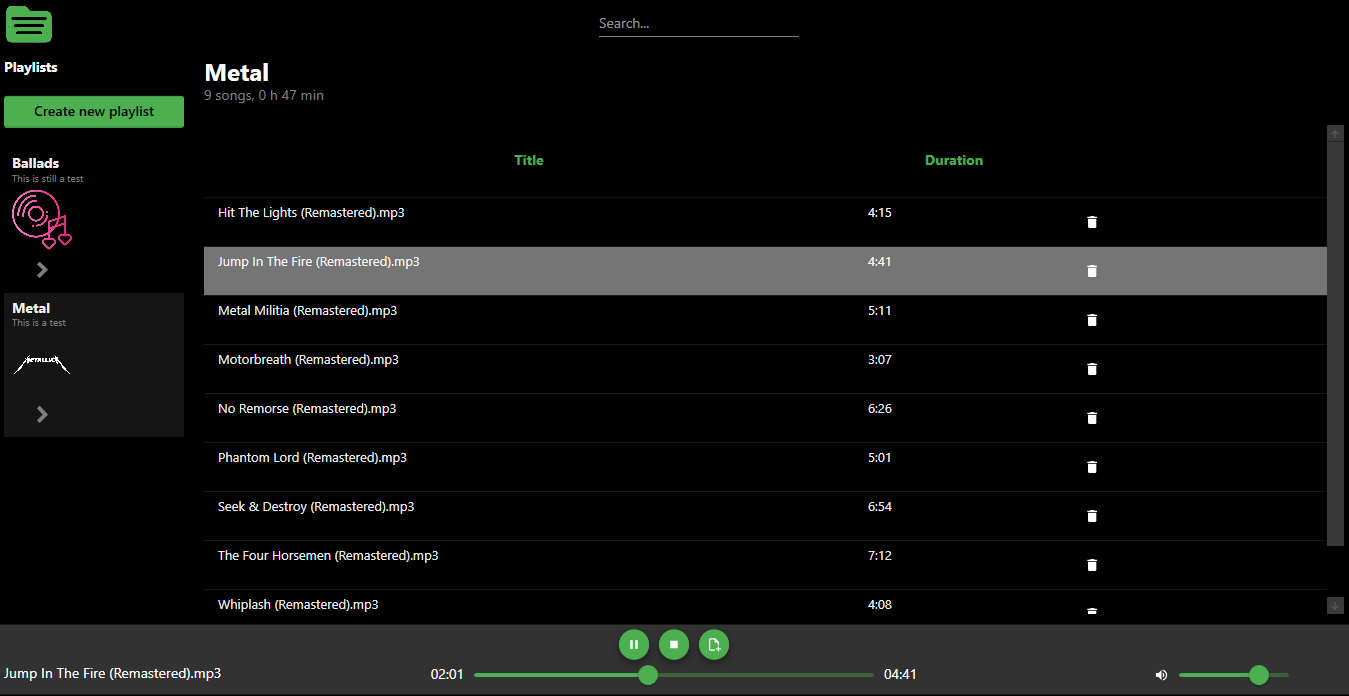 Search...
Playlists
Create new playlist
Ballads
This is still a test
Metal
This is a test
METALLICA
Metal
9 songs, 0 h 47 min
Title Duration
Hit The Lights (Remastered).mp3 4:15
Jump In The Fire (Remastered).mp3 4:41
Metal Militia (Remastered).mp3 5:11
Motorbreath (Remastered).mp3 3:07
No Remorse (Remastered).mp3 6:26
Phantom Lord (Remastered).mp3 5:01
Seek & Destroy (Remastered).mp3 6:54
The Four Horsemen (Remastered).mp3 7:12
Whiplash (Remastered).mp3 4:08
Jump In The Fire (Remastered).mp3 02:01 04:41